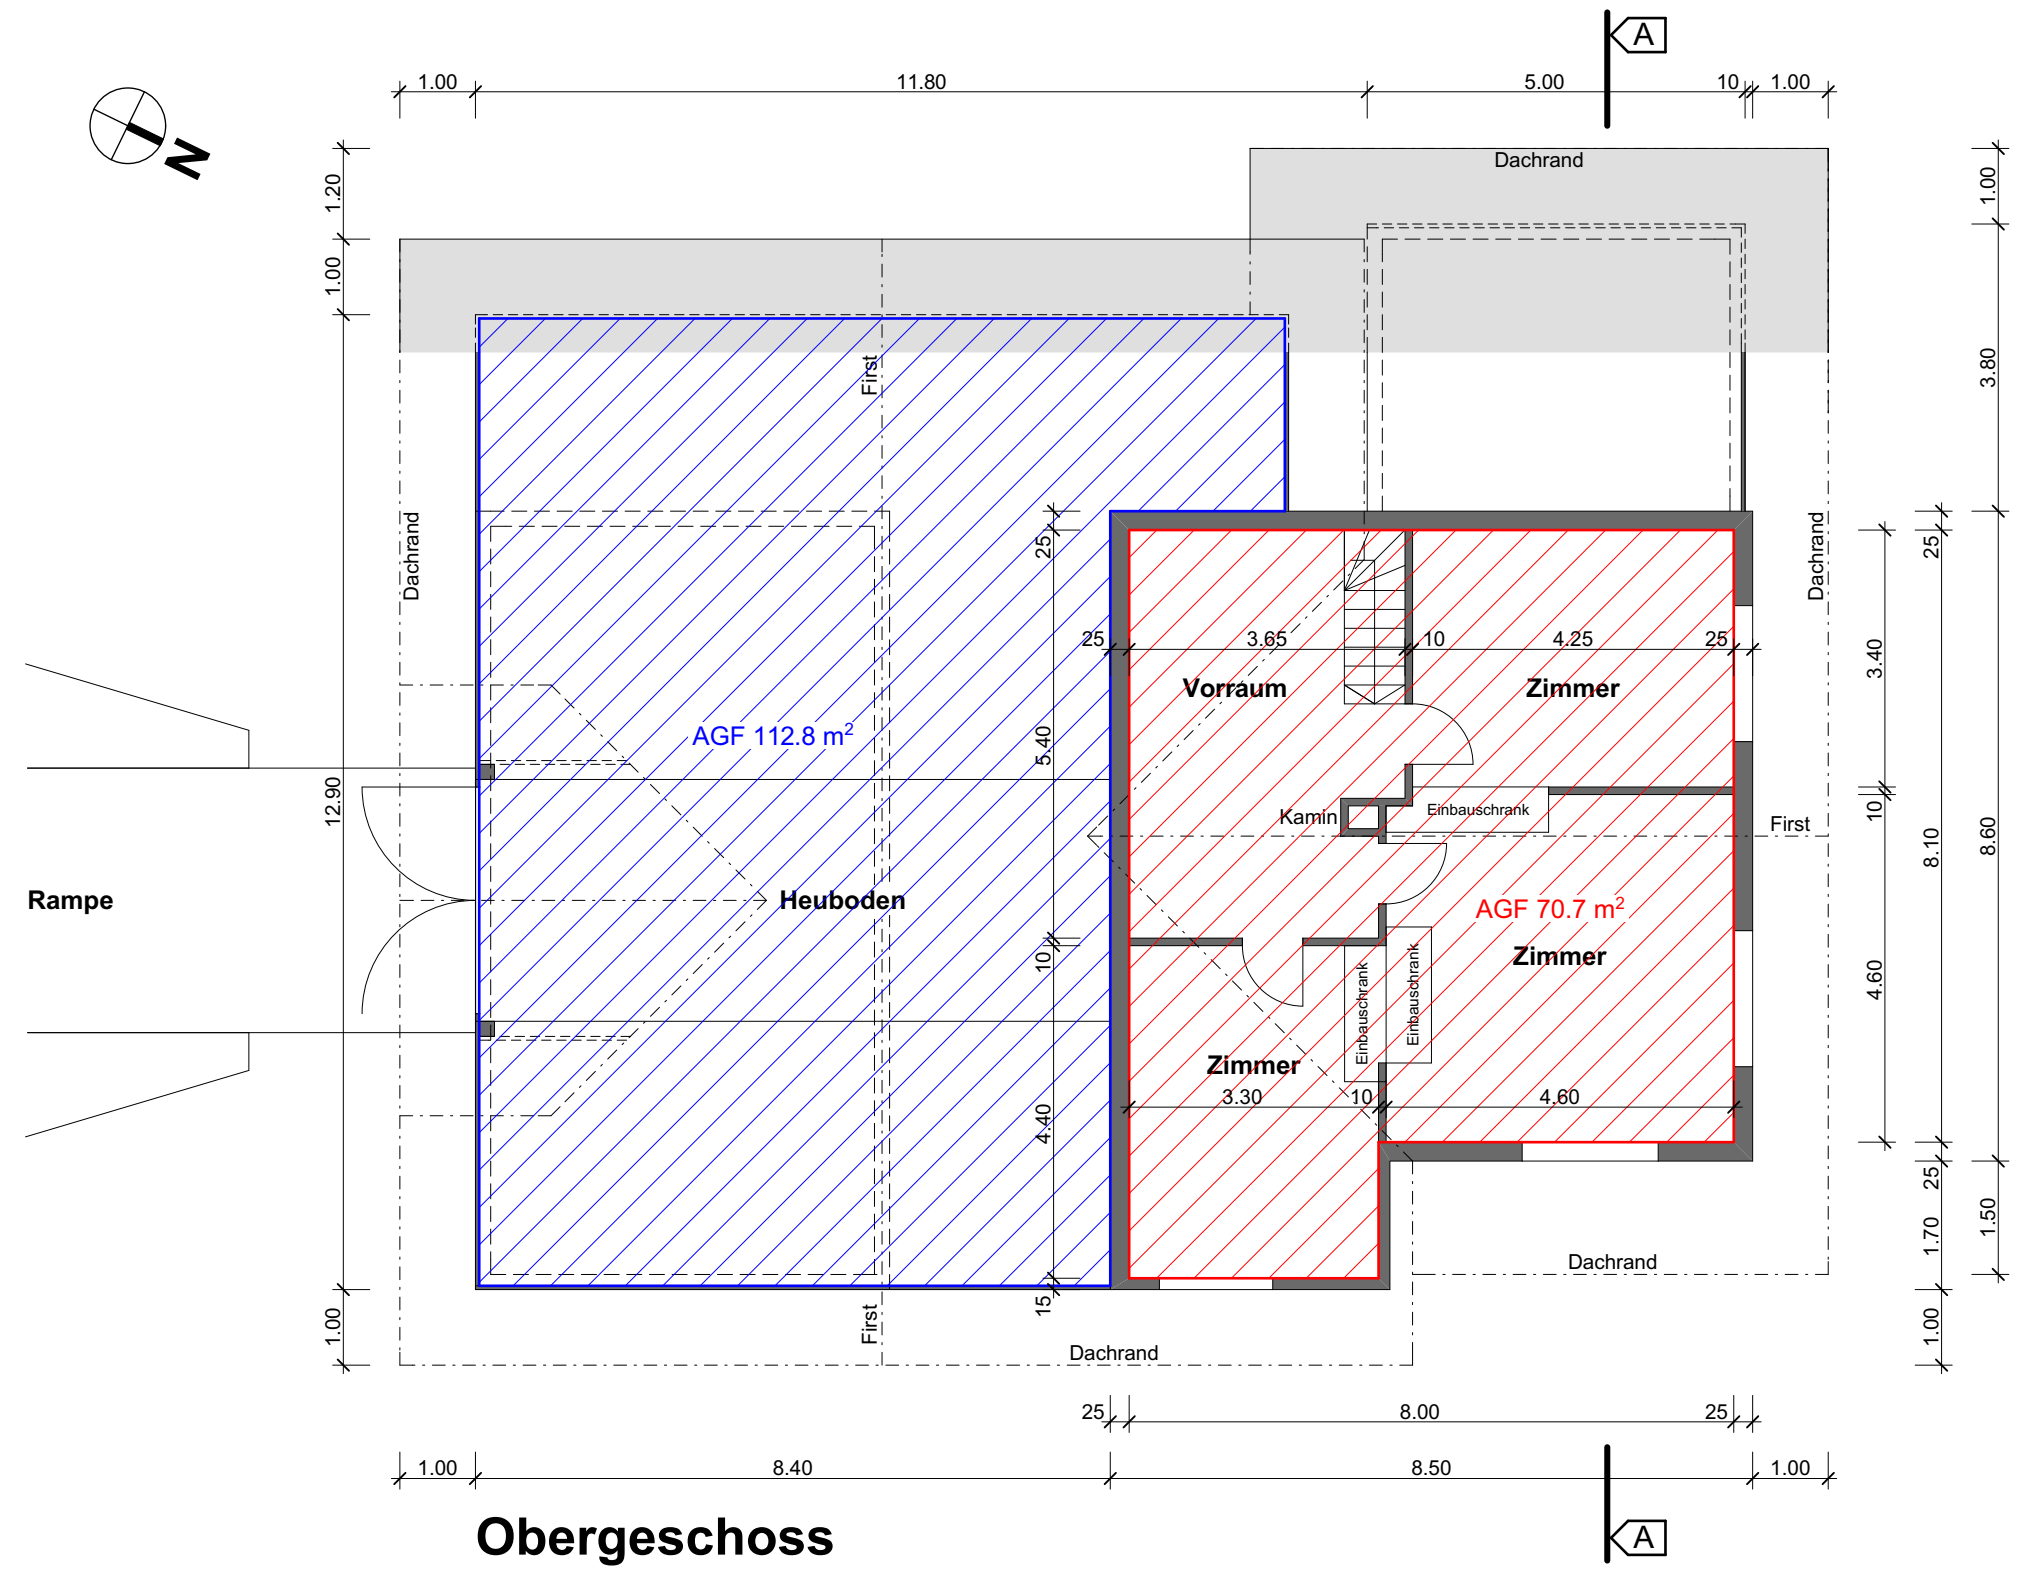 A
1.00
11.80
5.00
10
1.00
N
Dachrand
1.20
1.00
1.00
3.80
First
Dachrand
Dachrand
25
25
25
3.65
10
4.25
25
3.40
Vorraum
Zimmer
AGF 112.8 m²
5.40
12.90
Kamin
Einbauschrank
10
First
8.10
8.60
Rampe
Heuboden
AGF 70.7 m²
Zimmer
10
Einbauschrank
Einbauschrank
4.60
Zimmer
3.30
10
4.60
4.40
25
1.70
1.50
Dachrand
15
First
1.00
1.00
Dachrand
25
8.00
25
1.00
8.40
8.50
1.00
Obergeschoss
A